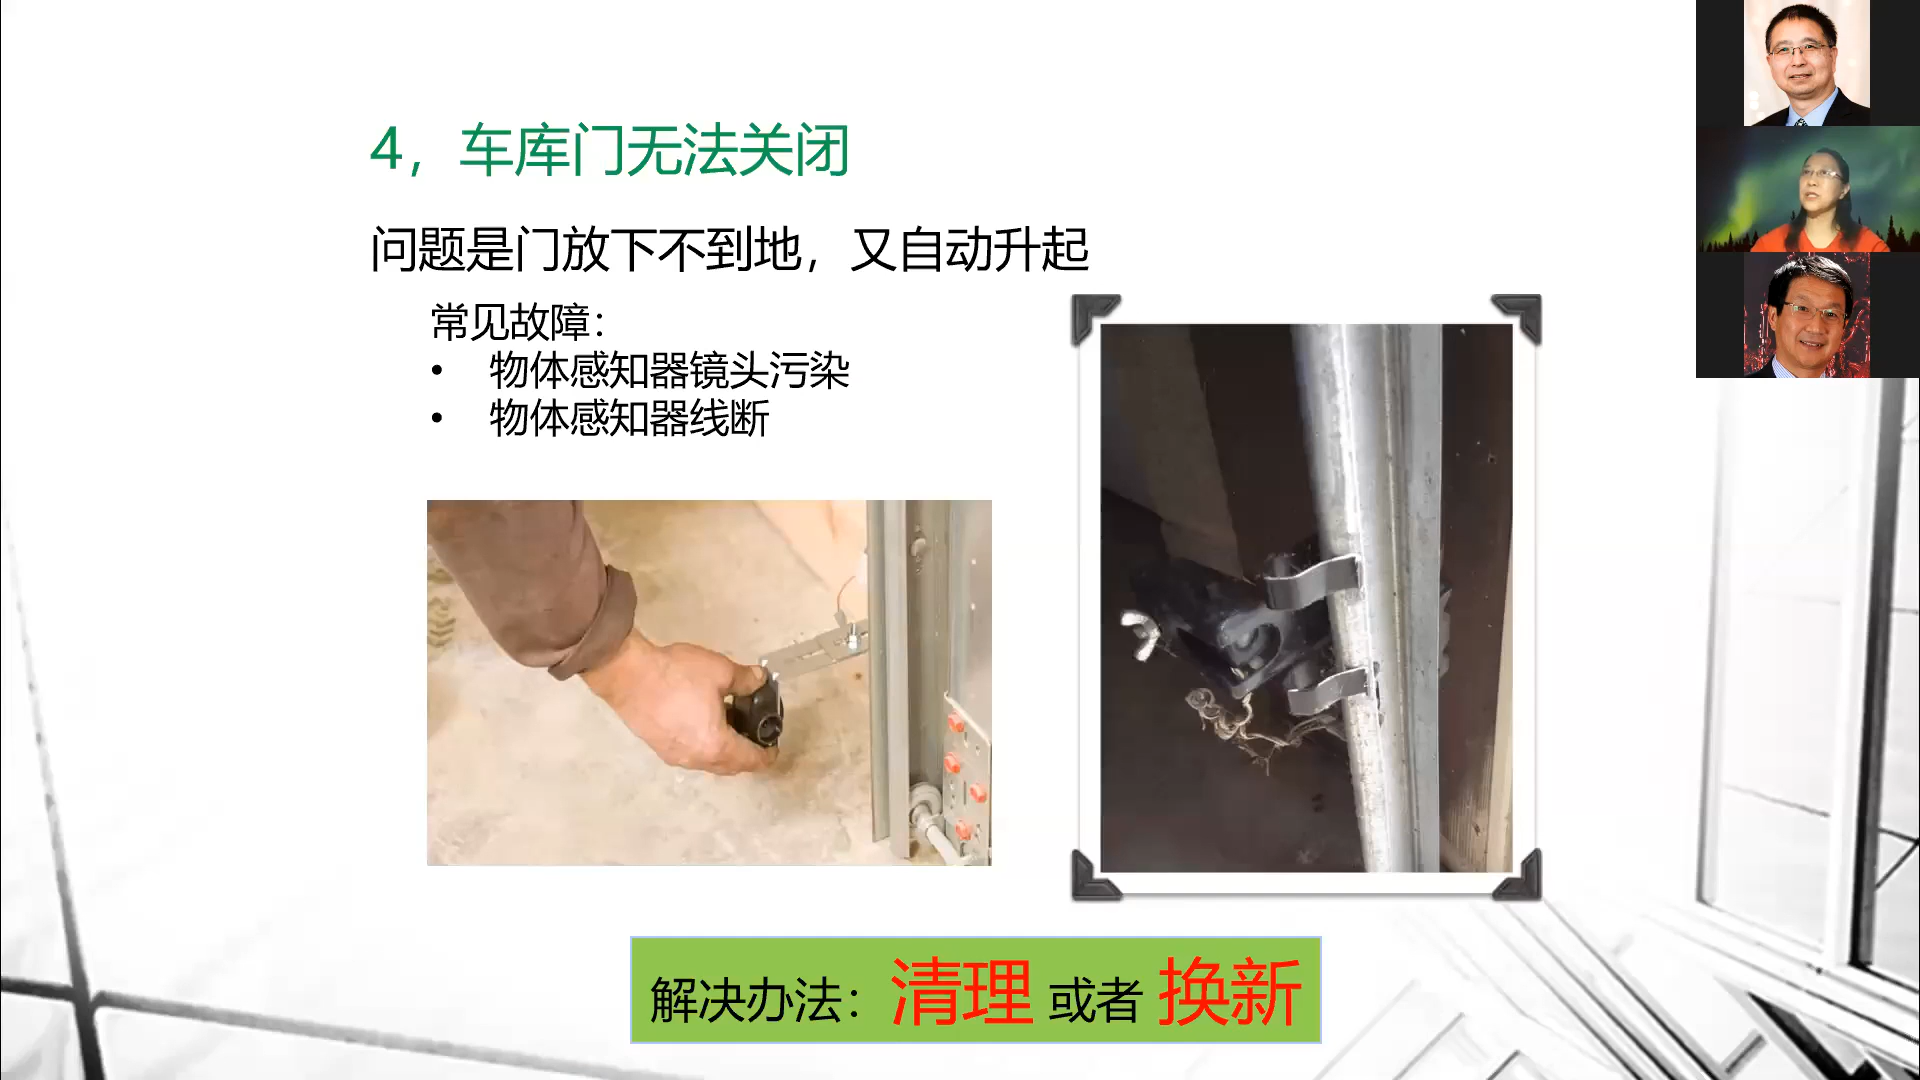 4，车库门无法关闭
问题是门放下不到地，又自动升起
常见故障：
• 物体感知器镜头污染
• 物体感知器线断
解决办法：清理 或者 换新